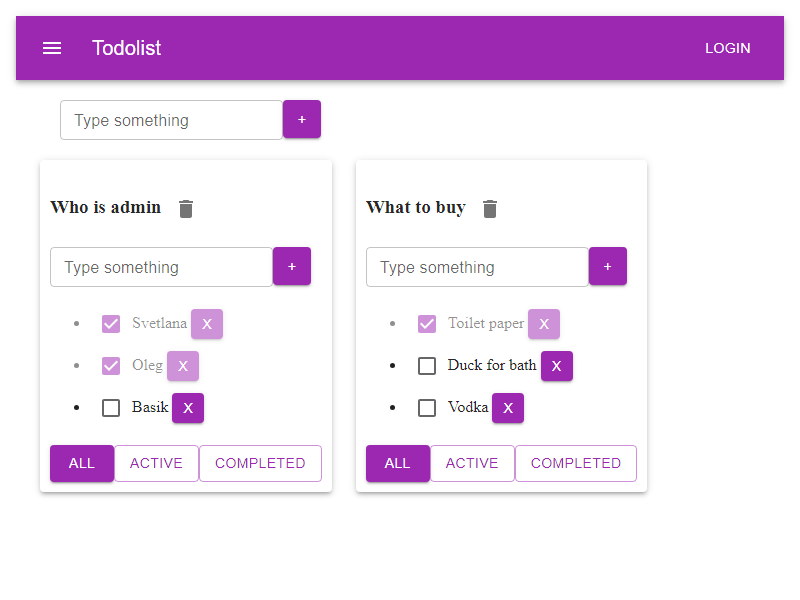 Todolist LOGIN
Type something +
Who is admin
Type something +
Svetlana X
Oleg X
Basik X
ALL ACTIVE COMPLETED
What to buy
Type something +
Toilet paper X
Duck for bath X
Vodka X
ALL ACTIVE COMPLETED